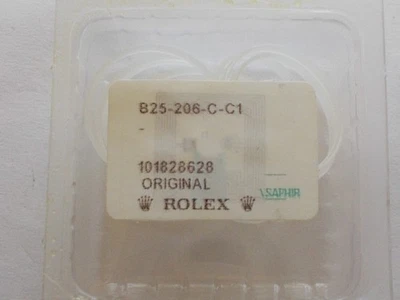 B25-206-C-C1
-
101828628
ORIGINAL
ROLEX
SAPHIR